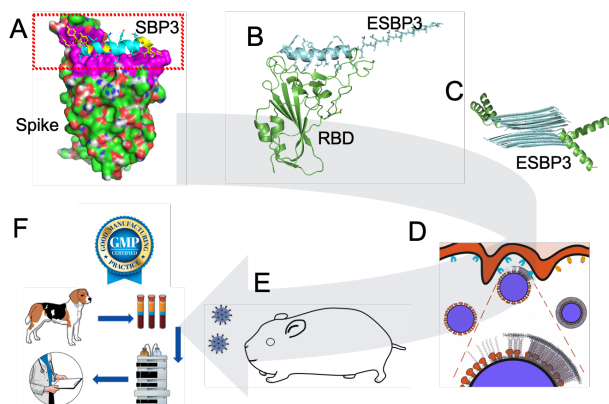 A
SBP3
Spike
B
ESBP3
RBD
C
ESBP3
D
E
F
GOOD MANUFACTURING
GMP
CERTIFIED
PRACTICE